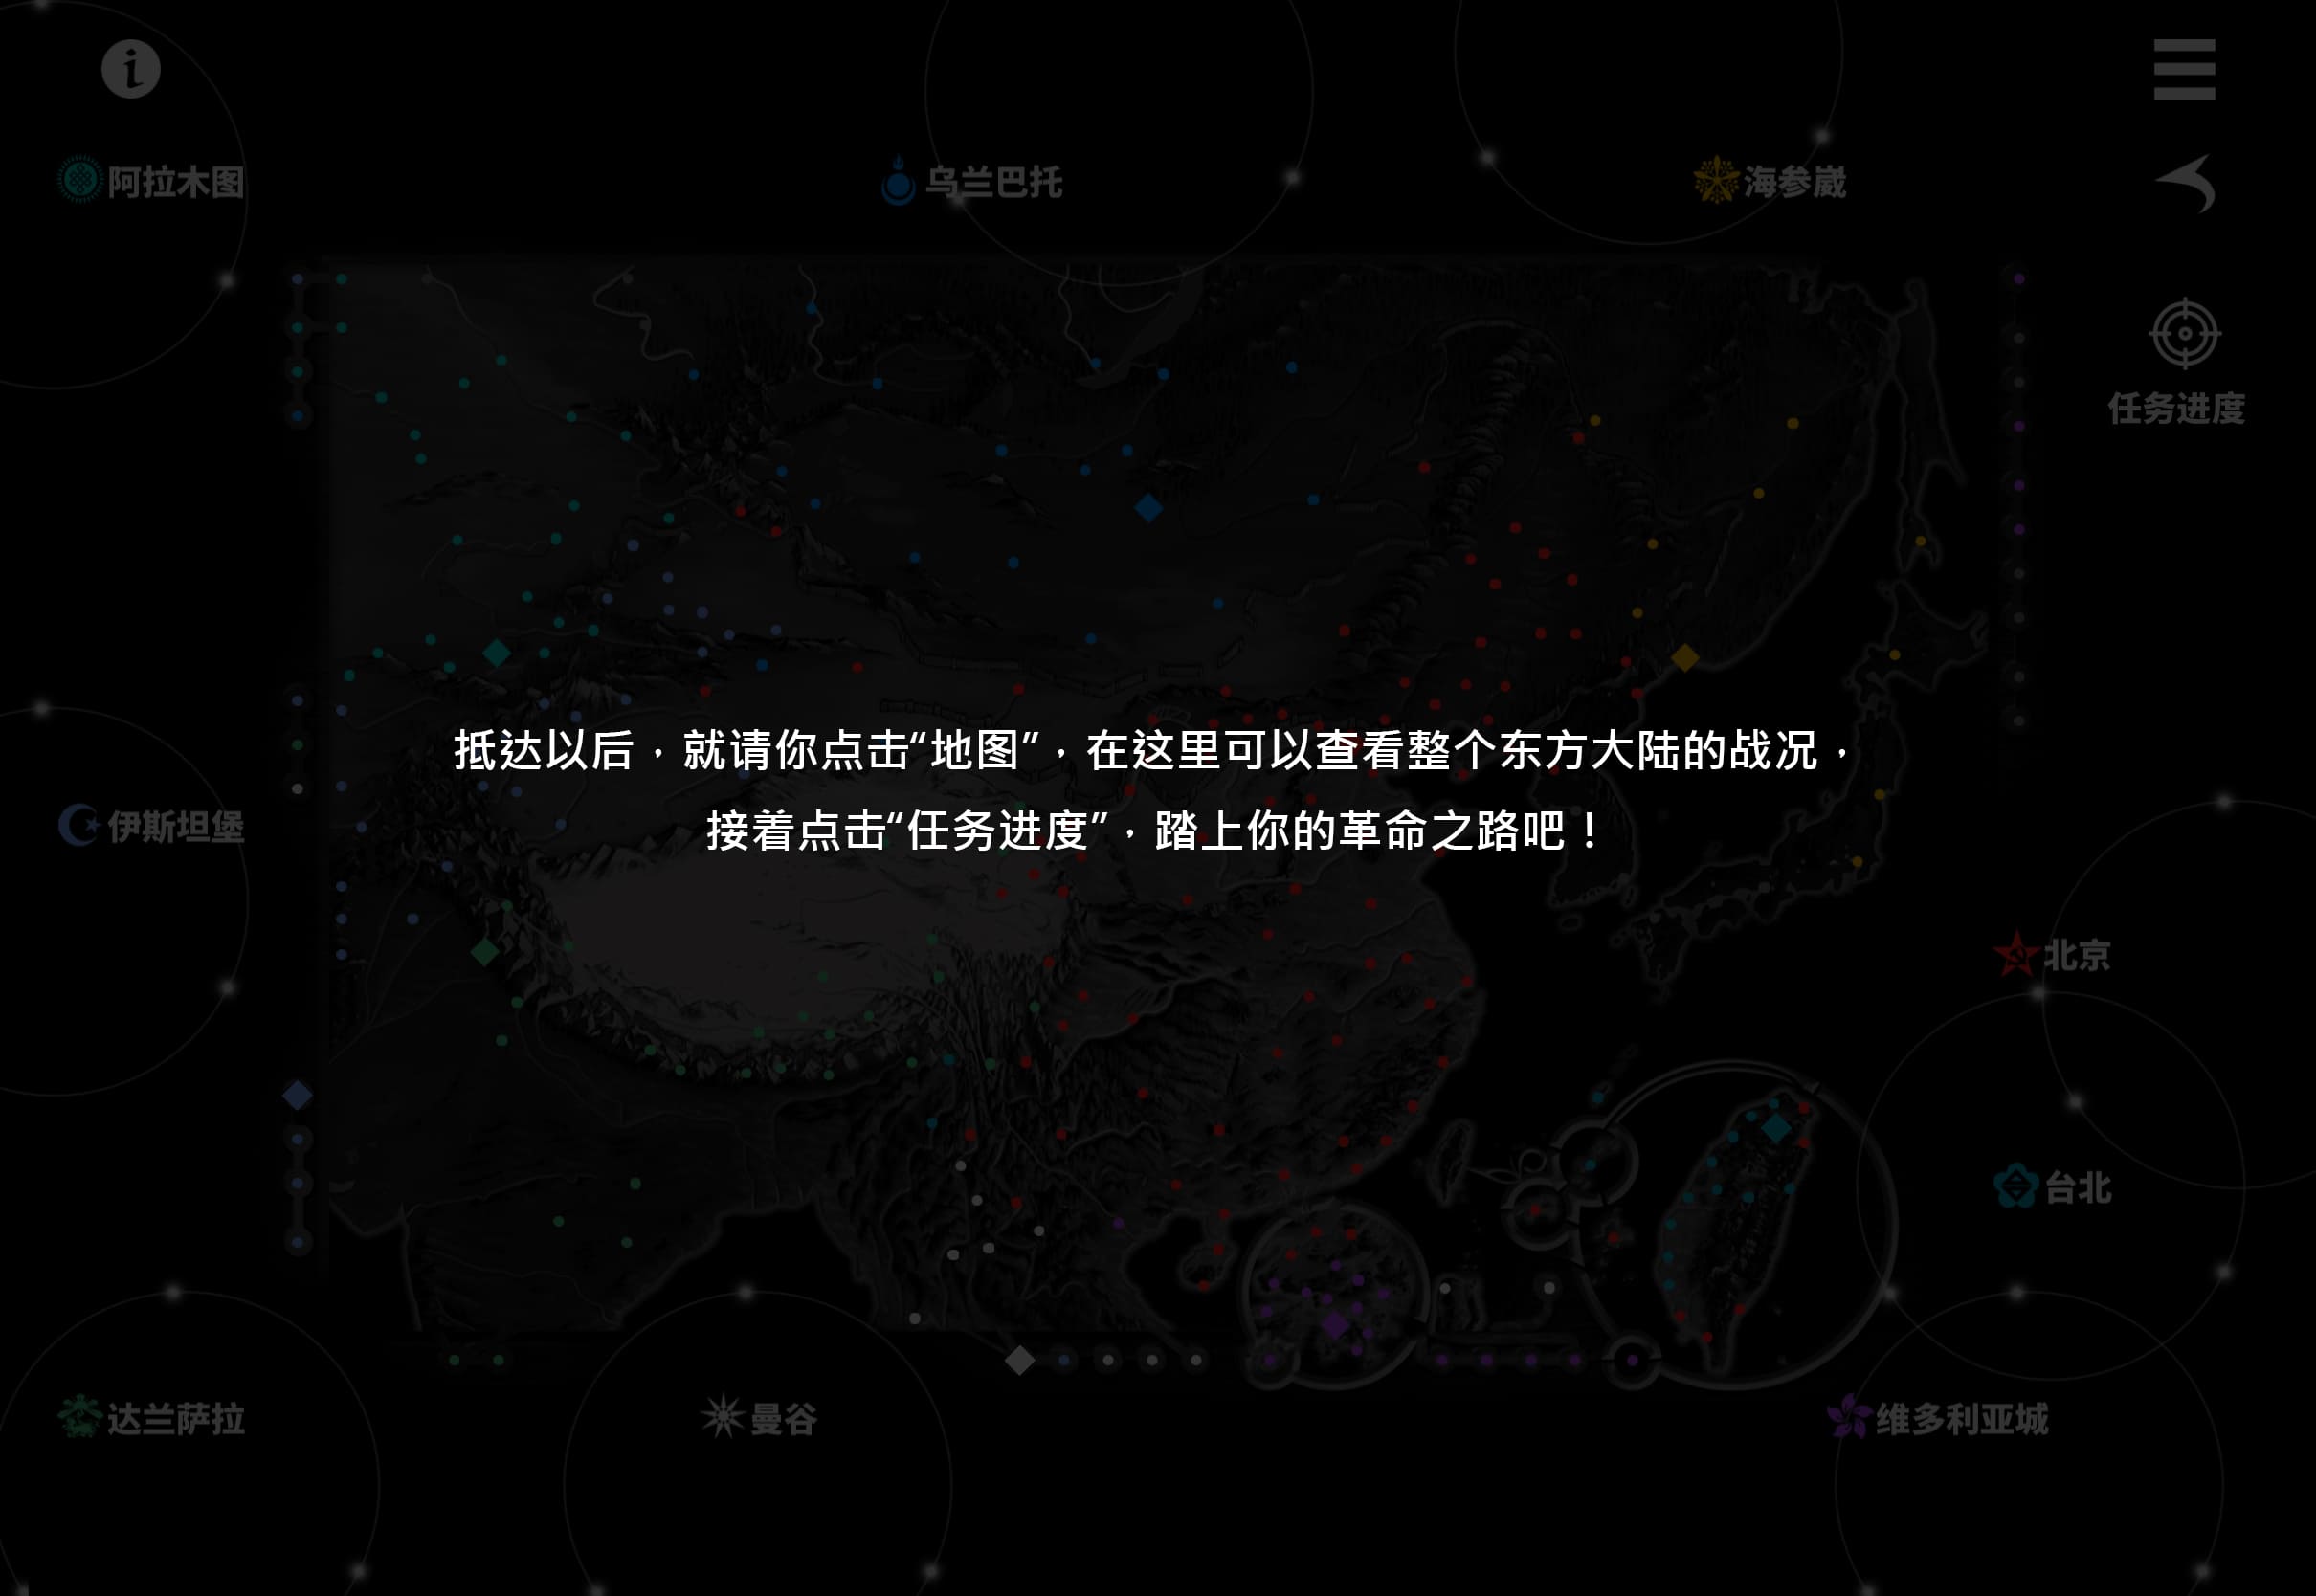 阿拉木图
乌兰巴托
海参崴
任务进度
抵达以后，就请你点击“地图”，在这里可以查看整个东方大陆的战况，
接着点击“任务进度”，踏上你的革命之路吧！
伊斯坦堡
北京
台北
达兰萨拉
曼谷
维多利亚城